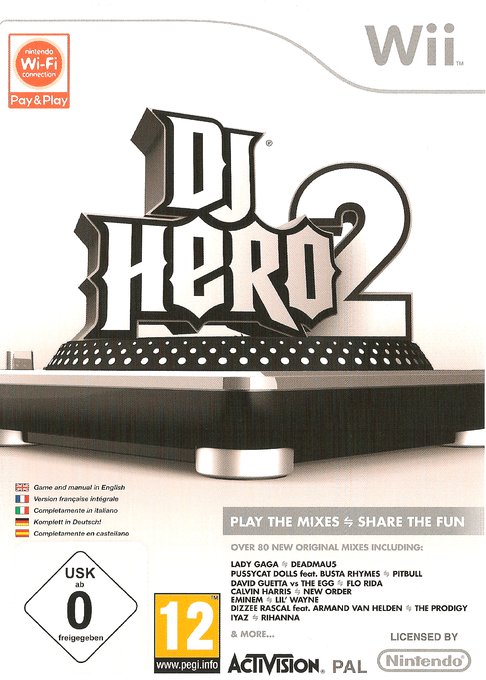 nintendo
Wi-Fi
connection
Pay & Play
Wii™
DJ®
HERO 2
Game and manual in English
Version française intégrale
Completamente in italiano
Komplett in Deutsch!
Completamente en castellano
PLAY THE MIXES ⇋ SHARE THE FUN
OVER 80 NEW ORIGINAL MIXES INCLUDING:
LADY GAGA ⇋ DEADMAU5
PUSSYCAT DOLLS feat. BUSTA RHYMES ⇋ PITBULL
DAVID GUETTA vs THE EGG ⇋ FLO RIDA
CALVIN HARRIS ⇋ NEW ORDER
EMINEM ⇋ LIL' WAYNE
DIZZEE RASCAL feat. ARMAND VAN HELDEN ⇋ THE PRODIGY
IYAZ ⇋ RIHANNA
& MORE...
USK
ab
0
freigegeben
12™
www.pegi.info
ACTIVISION®
PAL
LICENSED BY
Nintendo®